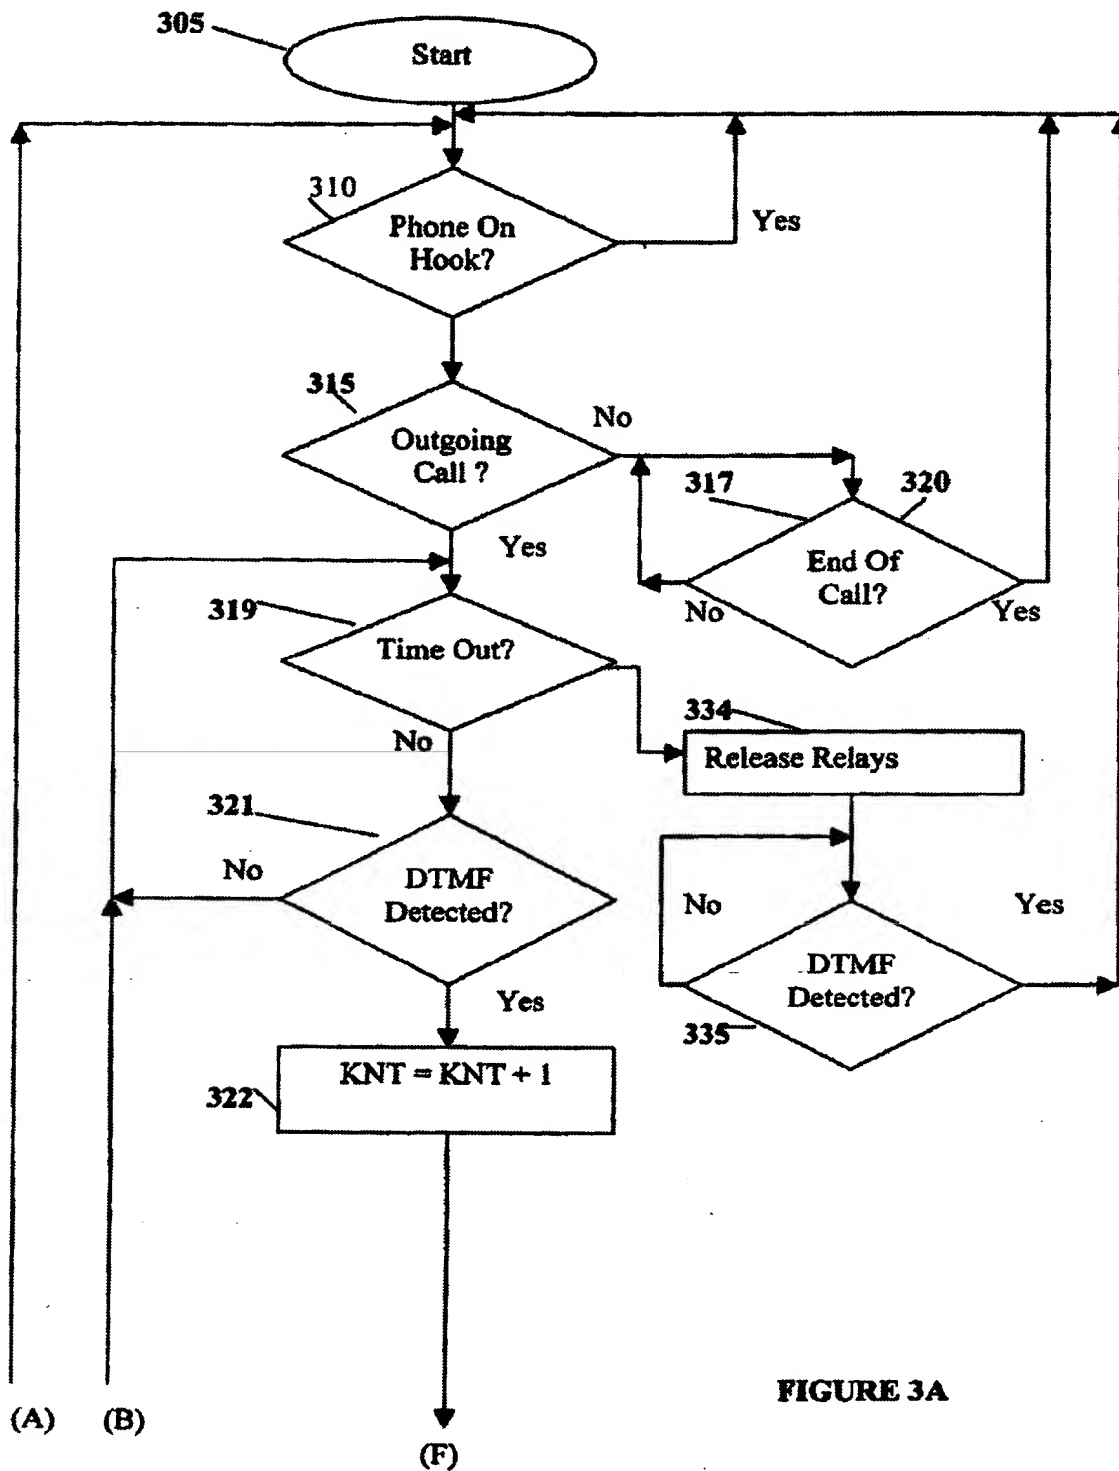 305
Start
310
Phone On
Hook?
Yes
315
Outgoing
Call ?
No
Yes
317
320
End Of
Call?
No
Yes
319
Time Out?
No
334
Release Relays
321
DTMF
Detected?
No
Yes
No
Yes
DTMF
Detected?
335
KNT = KNT + 1
322
FIGURE 3A
(A)
(B)
(F)